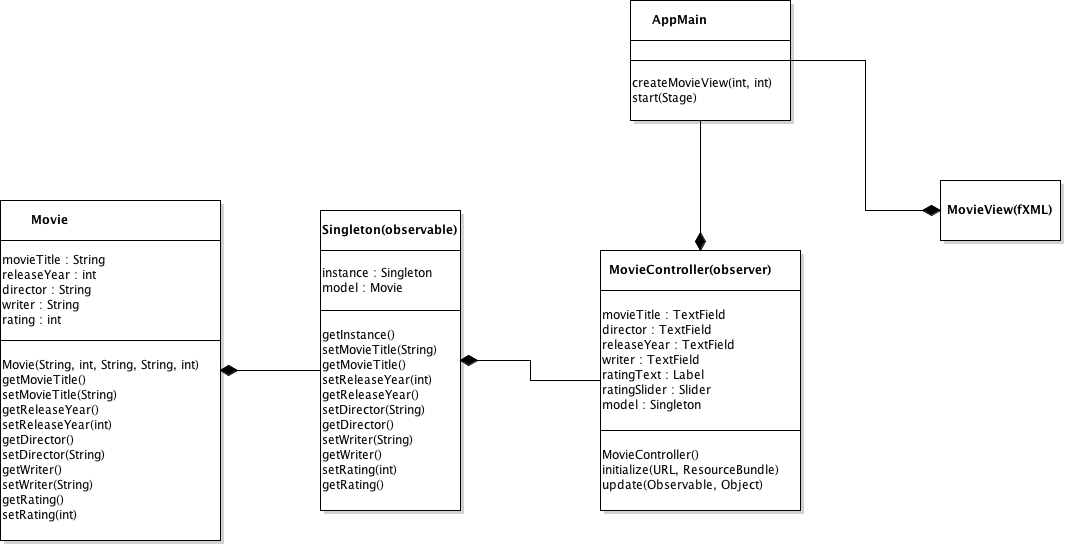 AppMain
createMovieView(int, int)
start(Stage)
MovieView(fXML)
Movie
movieTitle : String
releaseYear : int
director : String
writer : String
rating : int
Movie(String, int, String, String, int)
getMovieTitle()
setMovieTitle(String)
getReleaseYear()
setReleaseYear(int)
getDirector()
setDirector(String)
getWriter()
setWriter(String)
getRating()
setRating(int)
Singleton(observable)
instance : Singleton
model : Movie
getInstance()
setMovieTitle(String)
getMovieTitle()
setReleaseYear(int)
getReleaseYear()
setDirector(String)
getDirector()
setWriter(String)
getWriter()
setRating(int)
getRating()
MovieController(observer)
movieTitle : TextField
director : TextField
releaseYear : TextField
writer : TextField
ratingText : Label
ratingSlider : Slider
model : Singleton
MovieController()
initialize(URL, ResourceBundle)
update(Observable, Object)